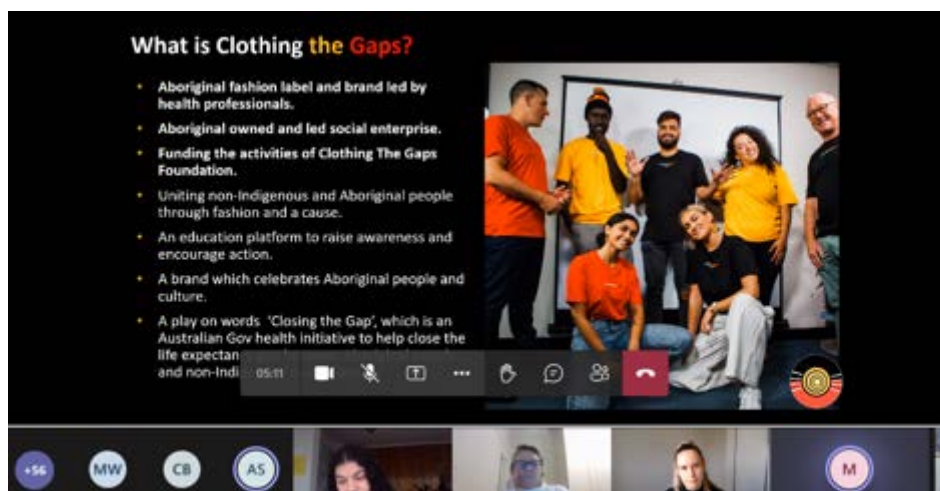 What is Clothing the Gaps?
Aboriginal fashion label and brand led by
health professionals.
Aboriginal owned and led social enterprise.
Funding the activities of Clothing The Gaps
Foundation.
Uniting non-Indigenous and Aboriginal people
through fashion and a cause.
An education platform to raise awareness and
encourage action.
A brand which celebrates Aboriginal people and
culture.
A play on words 'Closing the Gap', which is an
Australian Gov health initiative to help close the
life
and
05:11
+56 MW CB AS M